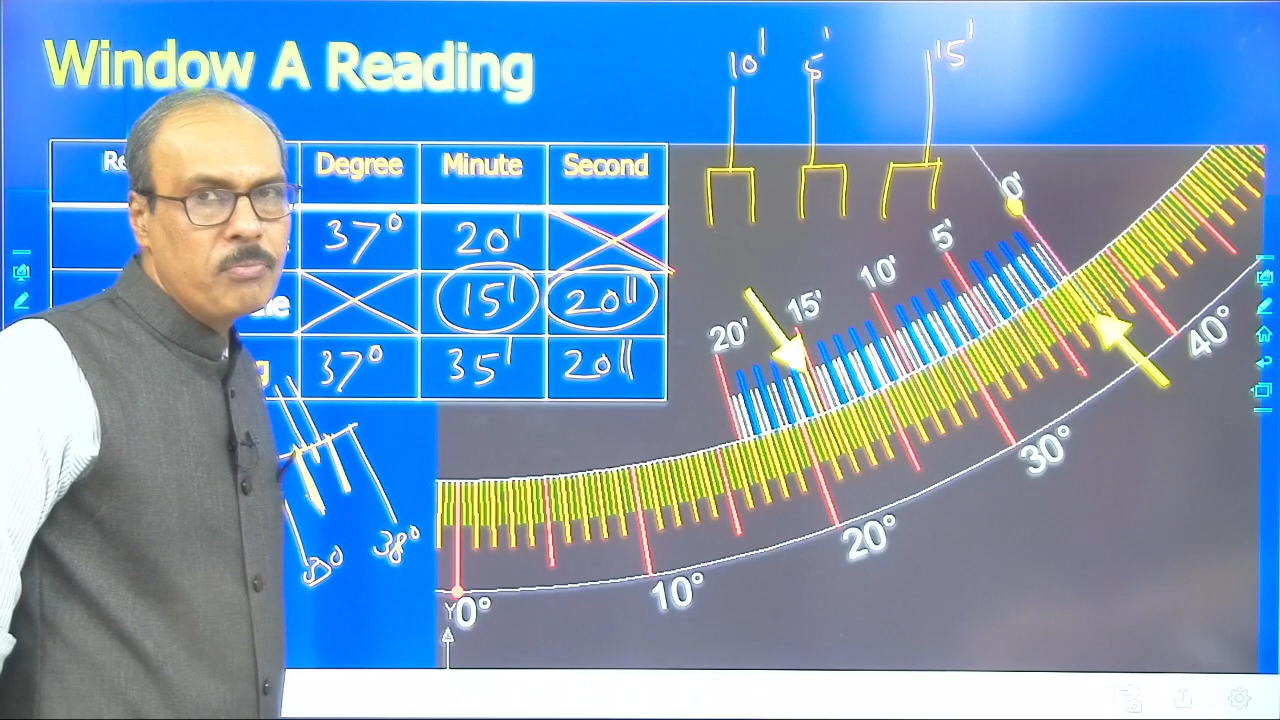 Window A Reading
10' 5' 15'
Degree Minute Second
37° 20'
15' 20"
37° 35' 20"
0'
5'
10'
15'
20'
40°
30°
20°
10°
0°
Y
38°